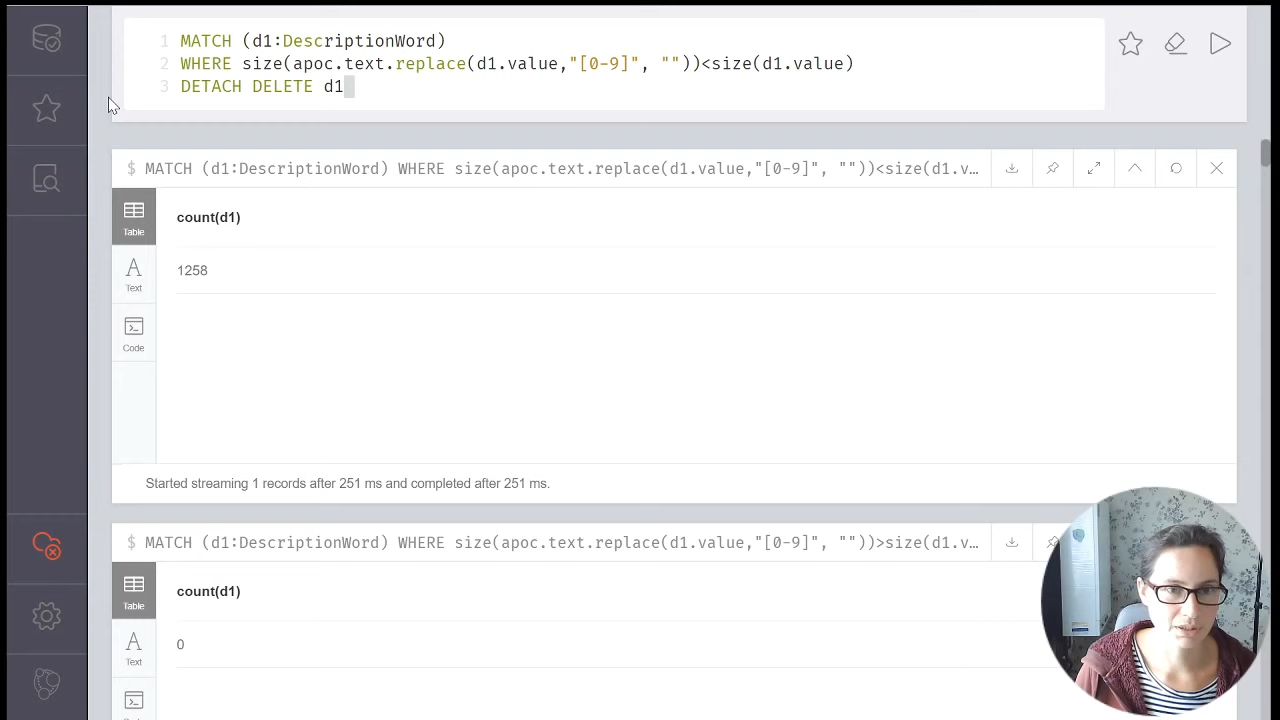 1 MATCH (d1:DescriptionWord)
2 WHERE size(apoc.text.replace(d1.value,"[0-9]", ""))<size(d1.value)
3 DETACH DELETE d1
$ MATCH (d1:DescriptionWord) WHERE size(apoc.text.replace(d1.value,"[0-9]", ""))<size(d1.v…
Table
count(d1)
1258
A
Text
Code
Started streaming 1 records after 251 ms and completed after 251 ms.
$ MATCH (d1:DescriptionWord) WHERE size(apoc.text.replace(d1.value,"[0-9]", ""))>size(d1.v…
Table
count(d1)
0
A
Text